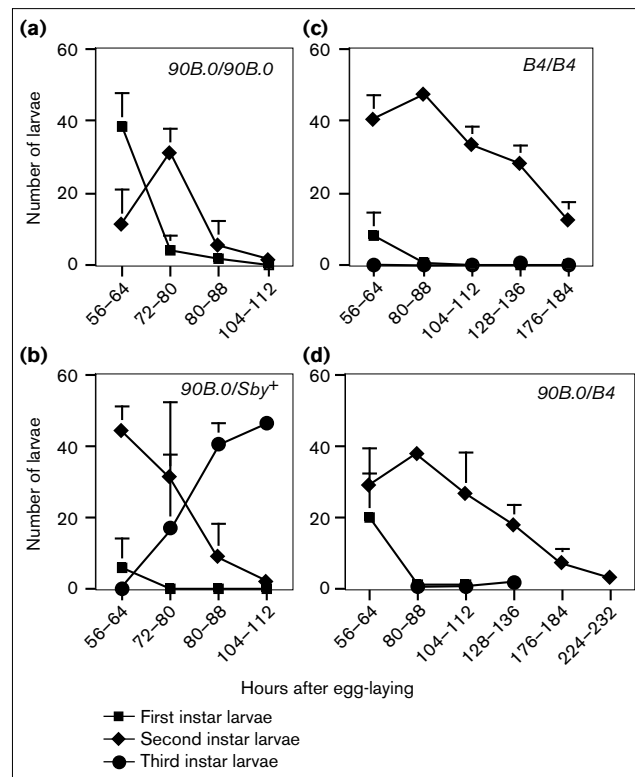 (a)
90B.0/90B.0
Number of larvae
60
40
20
0
56–64
72–80
80–88
104–112
(c)
B4/B4
60
40
20
0
56–64
80–88
104–112
128–136
176–184
(b)
90B.0/Sby+
Number of larvae
60
40
20
0
56–64
72–80
80–88
104–112
(d)
90B.0/B4
60
40
20
0
56–64
80–88
104–112
128–136
176–184
224–232
Hours after egg-laying
First instar larvae
Second instar larvae
Third instar larvae